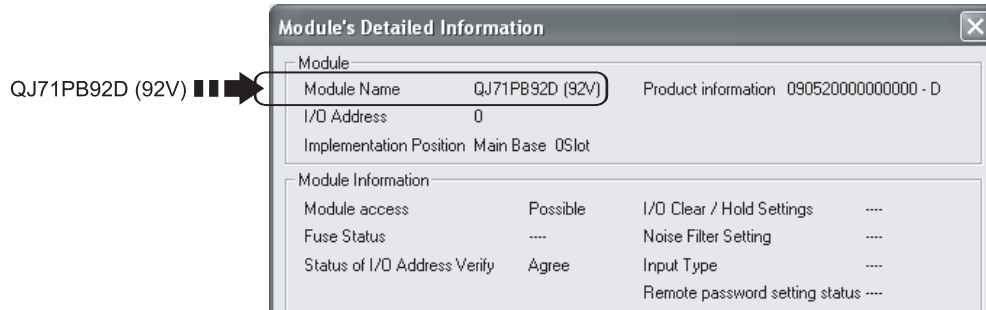 Module's Detailed Information
Module
QJ71PB92D (92V)
Module Name QJ71PB92D (92V) Product information 090520000000000 - D
I/O Address 0
Implementation Position Main Base 0Slot
Module Information
Module access Possible I/O Clear / Hold Settings ----
Fuse Status ---- Noise Filter Setting ----
Status of I/O Address Verify Agree Input Type ----
Remote password setting status ----